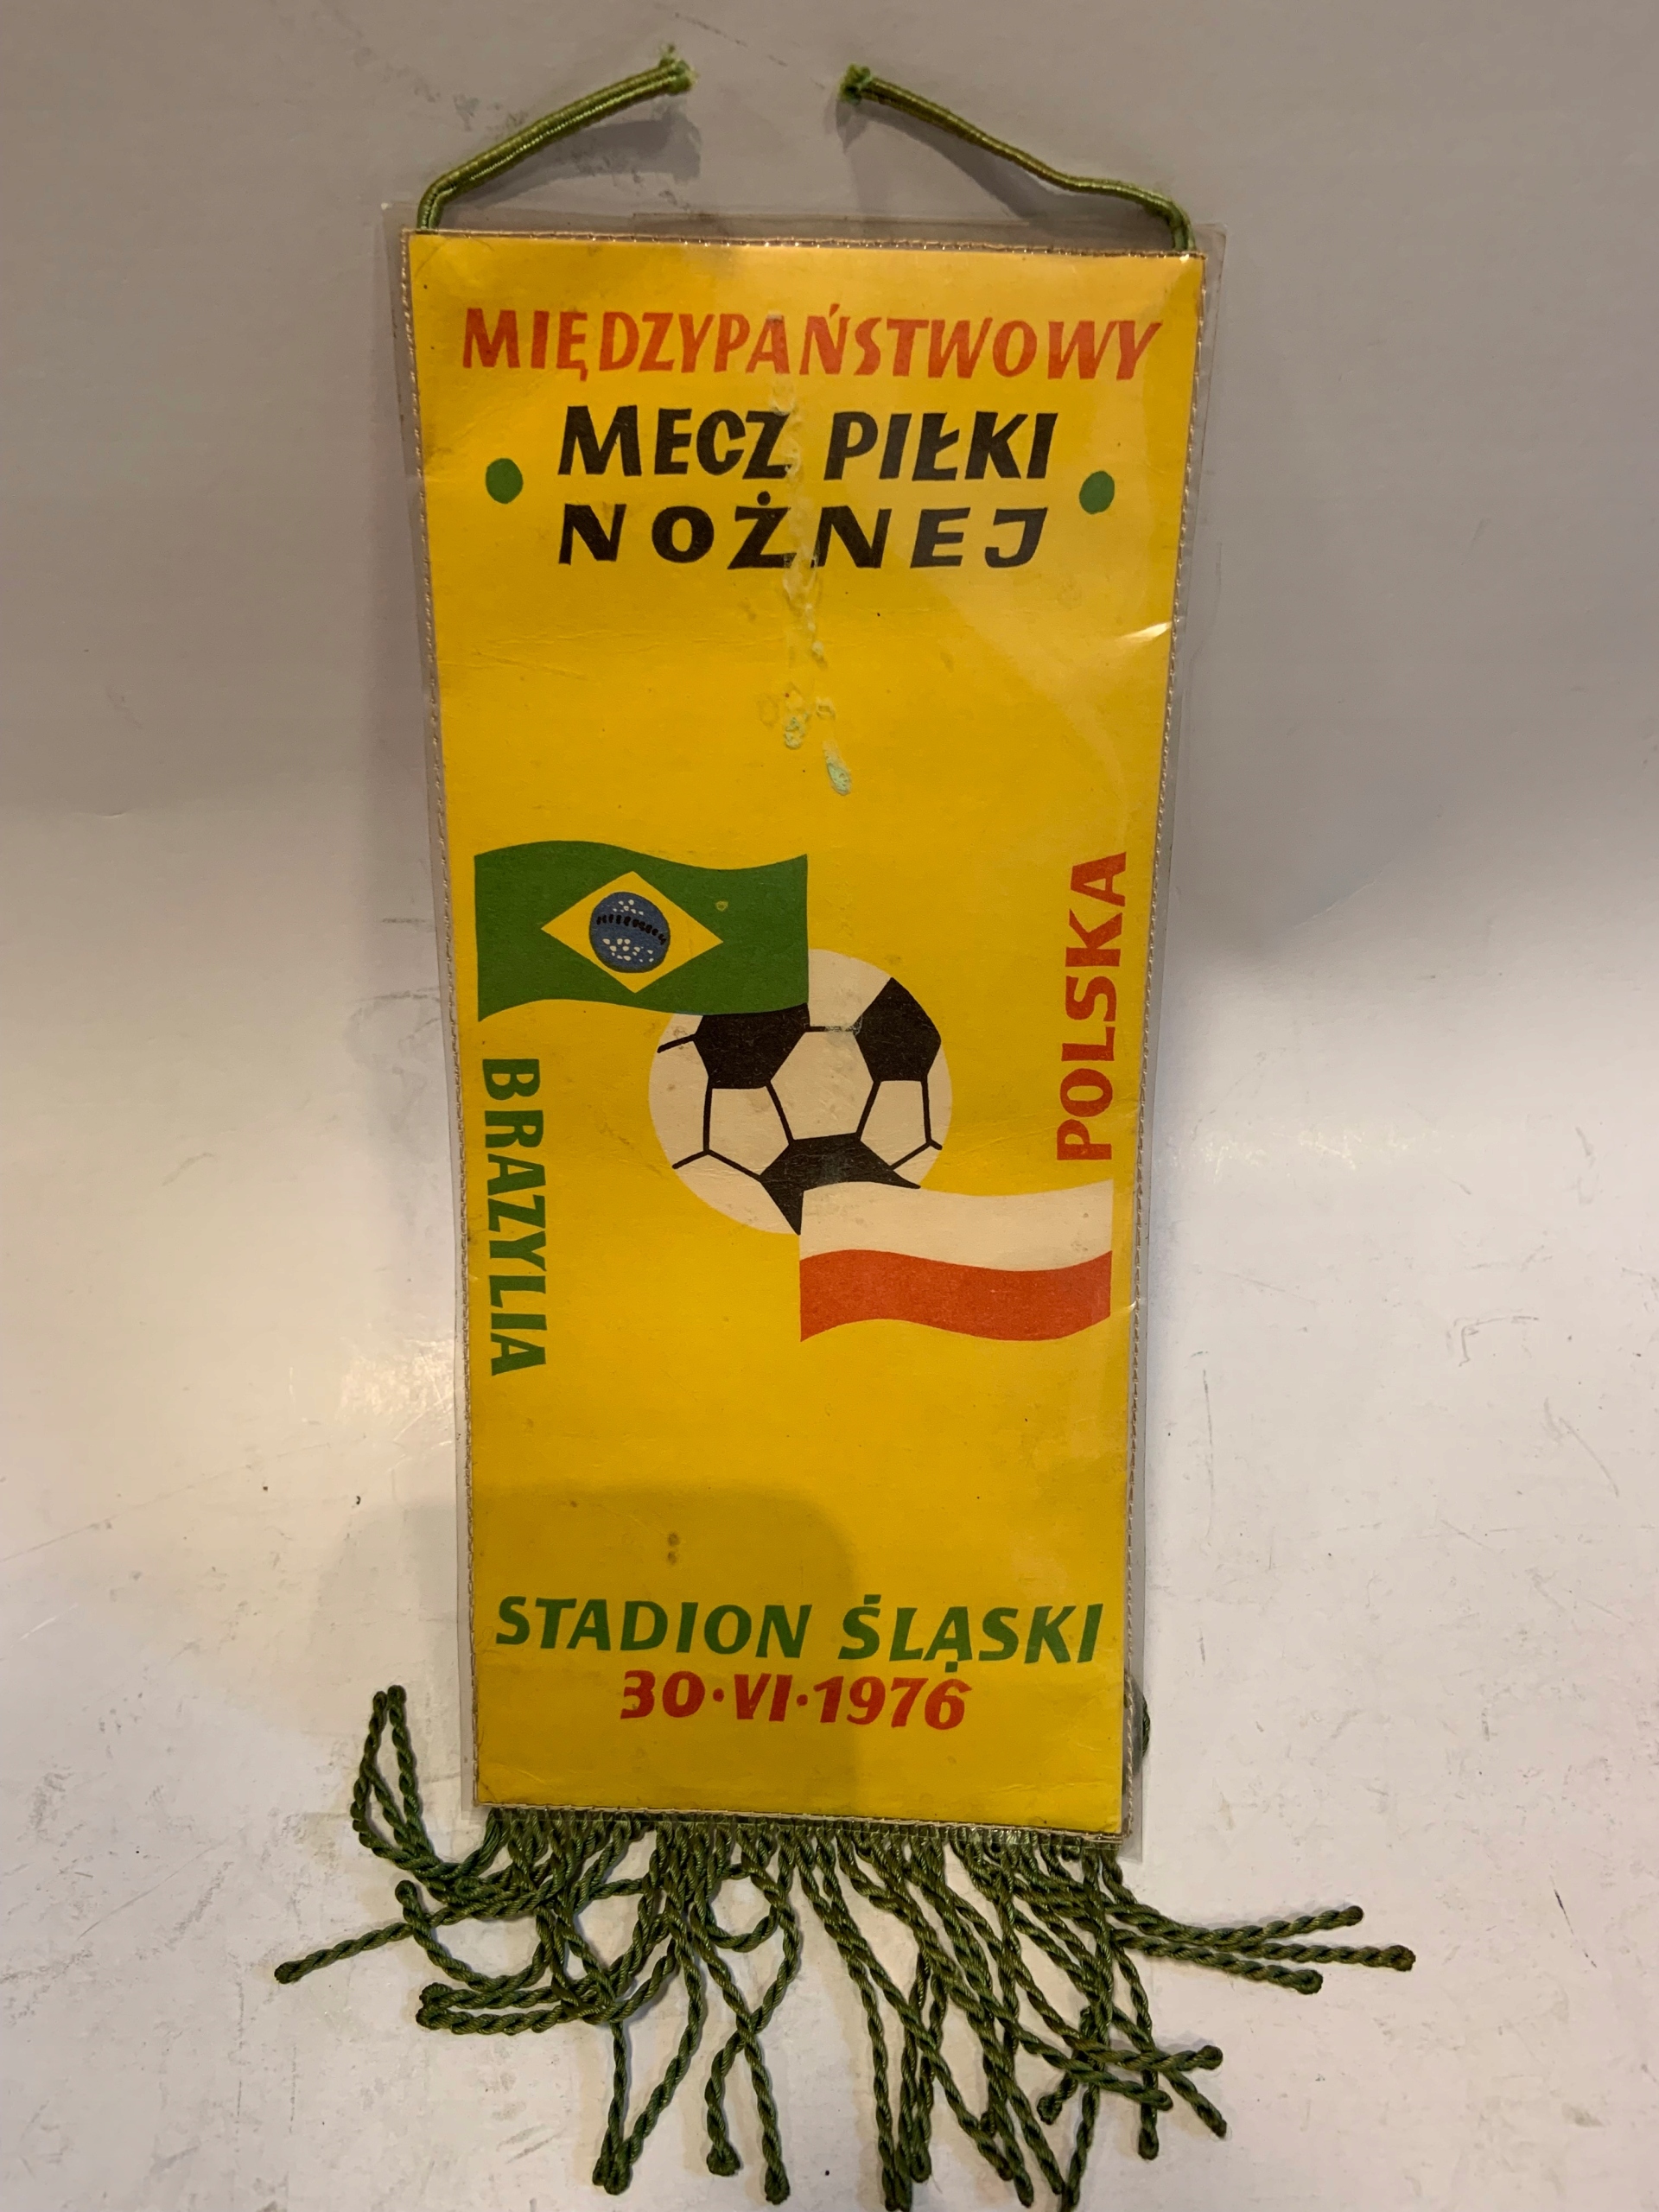 MIĘDZYPAŃSTWOWY
MECZ PIŁKI
NOŻNEJ
POLSKA
BRAZYLIA
STADION ŚLĄSKI
30·VI·1976